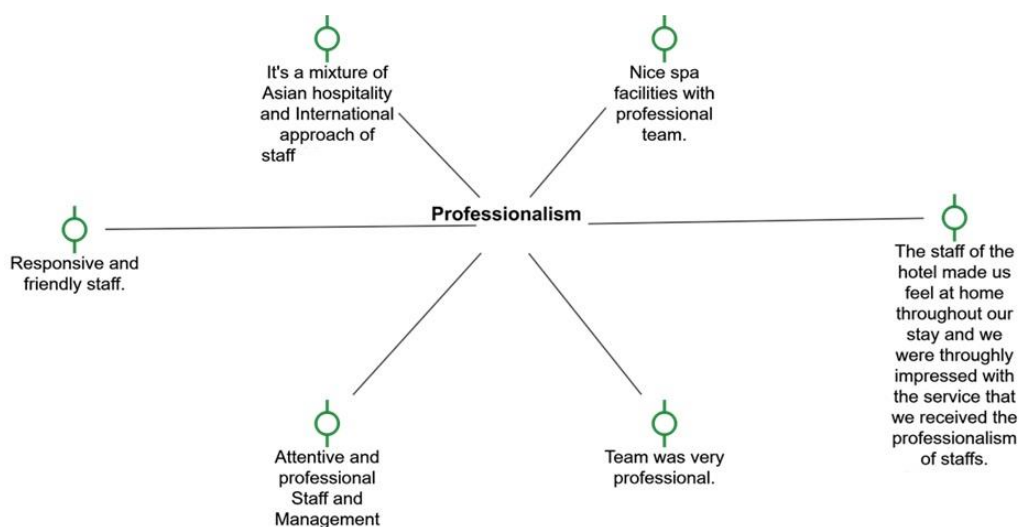 It's a mixture of
Asian hospitality
and International
approach of
staff
Nice spa
facilities with
professional
team.
Professionalism
Responsive and
friendly staff.
The staff of the
hotel made us
feel at home
throughout our
stay and we
were throughly
impressed with
the service that
we received the
professionalism
of staffs.
Attentive and
professional
Staff and
Management
Team was very
professional.